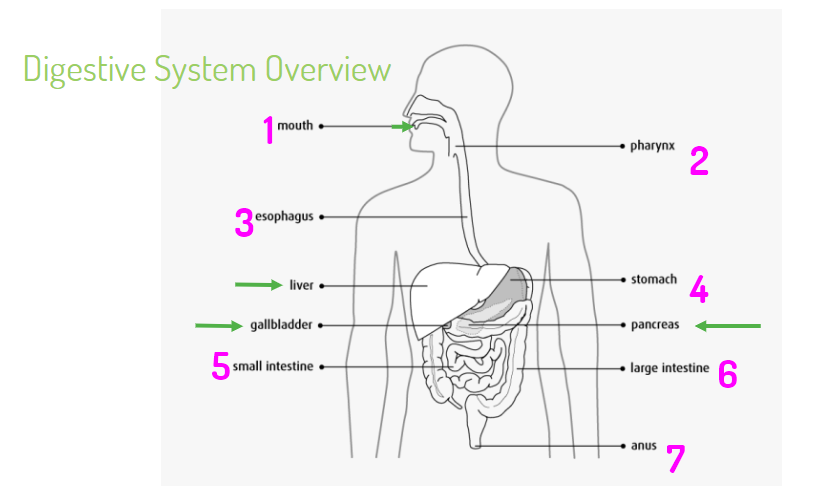 Digestive System Overview
1 mouth
pharynx 2
3 esophagus
liver
stomach 4
gallbladder
pancreas
5 small intestine
large intestine 6
anus 7